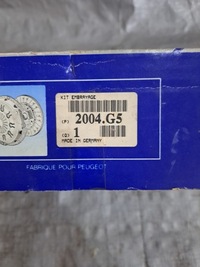 KIT EMBRAYAGE
(P) 2004.G5
(Q) 1
MADE IN GERMANY
FABRIQUE POUR PEUGEOT